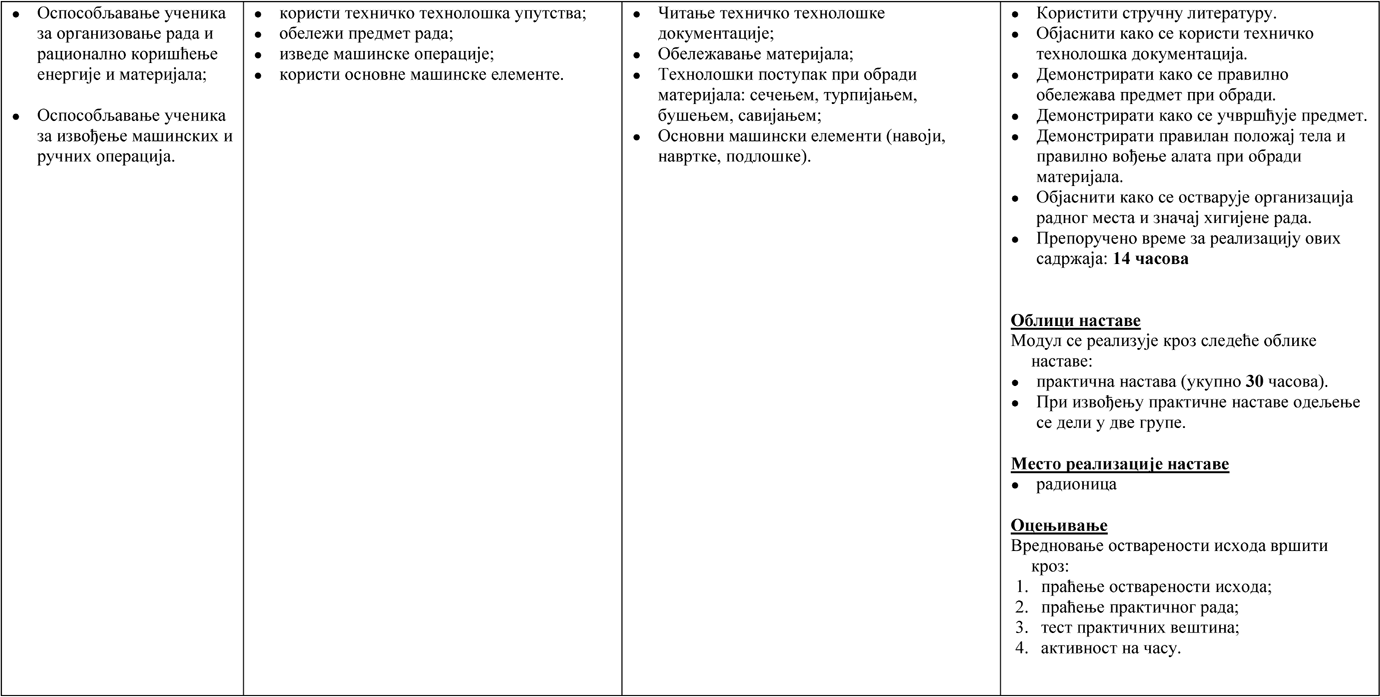 • Оспособљавање ученика
за организовање рада и
рационално коришћење
енергије и материјала;
• Оспособљавање ученика
за извођење машинских и
ручних операција.
• користи техничко технолошка упутства;
• обележи предмет рада;
• изведе машинске операције;
• користи основне машинске елементе.
• Читање техничко технолошке
документације;
• Обележавање материјала;
• Технолошки поступак при обради
материјала: сечењем, турпијањем,
бушењем, савијањем;
• Основни машински елементи (навоји,
навртке, подлошке).
• Користити стручну литературу.
• Објаснити како се користи техничко
технолошка документација.
• Демонстрирати како се правилно
обележава предмет при обради.
• Демонстрирати како се учвршћује предмет.
• Демонстрирати правилан положај тела и
правилно вођење алата при обради
материјала.
• Објаснити како се остварује организација
радног места и значај хигијене рада.
• Препоручено време за реализацију ових
садржаја: 14 часова
Облици наставе
Модул се реализује кроз следеће облике
наставе:
• практична настава (укупно 30 часова).
• При извођењу практичне наставе одељење
се дели у две групе.
Место реализације наставе
• радионица
Оцењивање
Вредновање остварености исхода вршити
кроз:
1. праћење остварености исхода;
2. праћење практичног рада;
3. тест практичних вештина;
4. активност на часу.